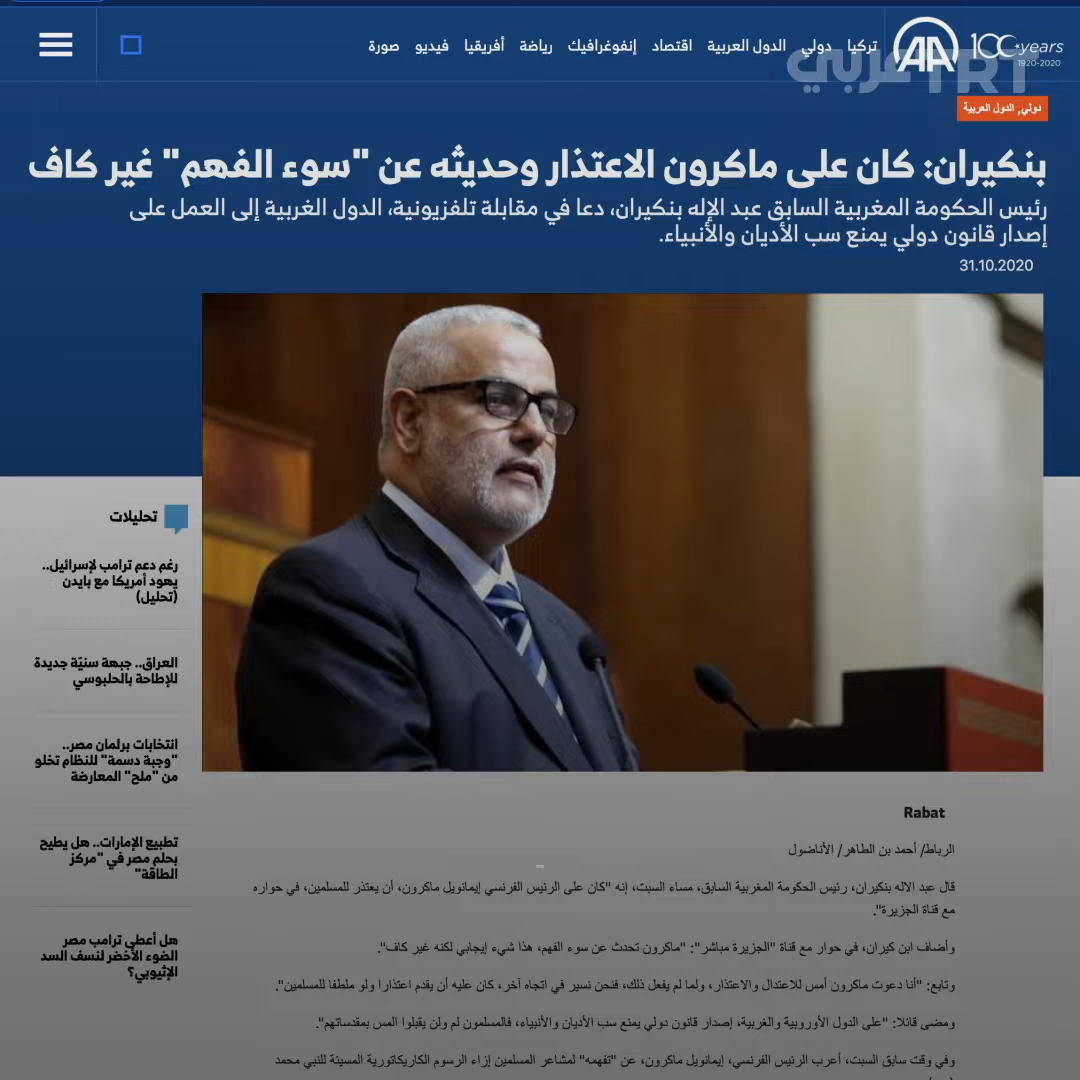 تركيا دولي الدول العربية اقتصاد إنفوغرافيك رياضة أفريقيا فيديو صورة
AA 100 years
1920-2020
TRT عربي
دولي, الدول العربية
بنكيران: كان على ماكرون الاعتذار وحديثه عن "سوء الفهم" غير كاف
رئيس الحكومة المغربية السابق عبد الإله بنكيران، دعا في مقابلة تلفزيونية، الدول الغربية إلى العمل على
إصدار قانون دولي يمنع سب الأديان والأنبياء.
31.10.2020
تحليلات
رغم دعم ترامب لإسرائيل..
يهود أمريكا مع بايدن
(تحليل)
العراق.. جبهة سنيّة جديدة
للإطاحة بالحلبوسي
انتخابات برلمان مصر..
"وجبة دسمة" للنظام تخلو
من "ملح" المعارضة
تطبيع الإمارات.. هل يطيح
بحلم مصر في "مركز
الطاقة"
هل أعطى ترامب مصر
الضوء الأخضر لنسف السد
الإثيوبي؟
Rabat
الرباط/ أحمد بن الطاهر/ الأناضول
قال عبد الاله بنكيران، رئيس الحكومة المغربية السابق، مساء السبت، إنه "كان على الرئيس الفرنسي إيمانويل ماكرون، أن يعتذر للمسلمين، في حواره
مع قناة الجزيرة".
وأضاف ابن كيران، في حوار مع قناة "الجزيرة مباشر": "ماكرون تحدث عن سوء الفهم، هذا شيء إيجابي لكنه غير كاف".
وتابع: "أنا دعوت ماكرون أمس للاعتدال والاعتذار، ولما لم يفعل ذلك، فنحن نسير في اتجاه آخر، كان عليه أن يقدم اعتذارا ولو ملطفا للمسلمين".
ومضى قائلا: "على الدول الأوروبية والغربية، إصدار قانون دولي يمنع سب الأديان والأنبياء، فالمسلمون لم ولن يقبلوا المس بمقدساتهم".
وفي وقت سابق السبت، أعرب الرئيس الفرنسي، إيمانويل ماكرون، عن "تفهمه" لمشاعر المسلمين إزاء الرسوم الكاريكاتورية المسيئة للنبي محمد